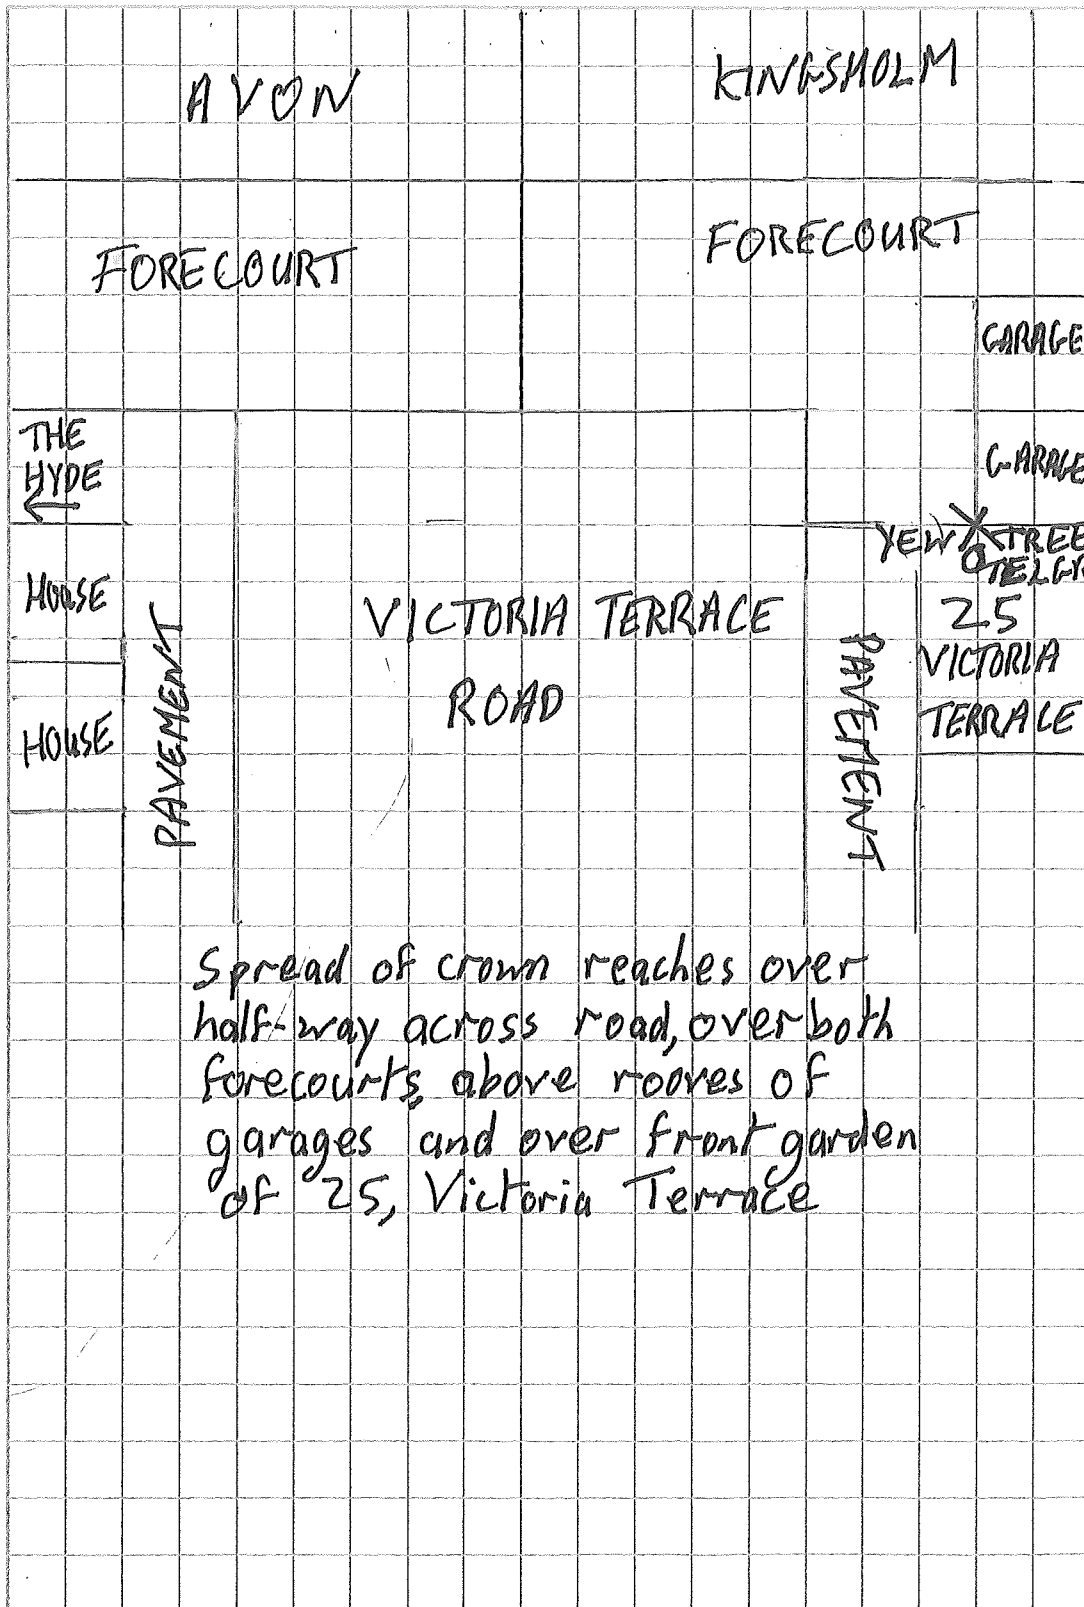 AVON
KINGSHOLM
FORECOURT
FORECOURT
GARAGE
THE
HYDE
GARAGE
YEW TREE
HOUSE
25
VICTORIA TERRACE
VICTORIA
ROAD
TERRACE
HOUSE
PAVEMENT
PAVEMENT
Spread of crown reaches over
half-way across road, over both
forecourts, above rooves of
garages and over front garden
of 25, Victoria Terrace